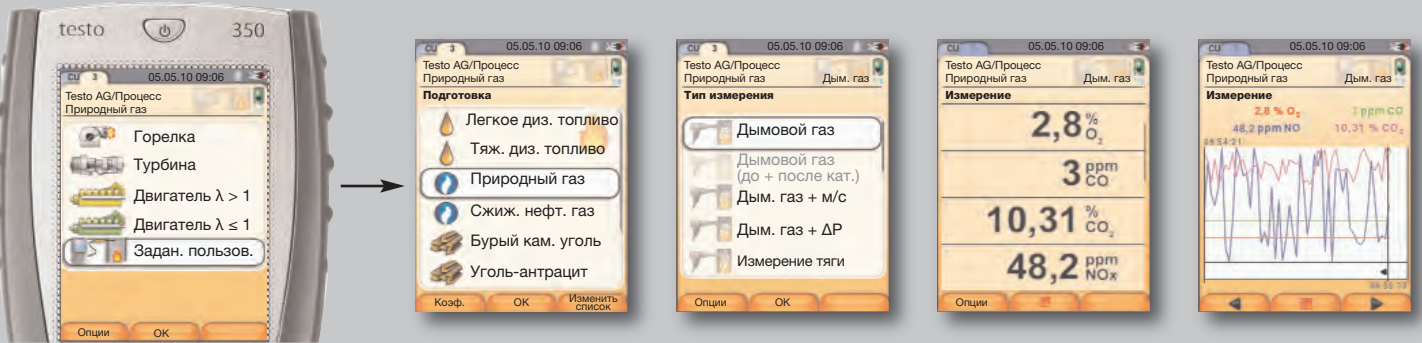 testo 350
CU 3 05.05.10 09:06
Testo AG/Процесс
Природный газ
Горелка
Турбина
Двигатель λ > 1
Двигатель λ ≤ 1
Задан. пользов.
Опции OK
CU 3 05.05.10 09:06
Testo AG/Процесс
Природный газ
Подготовка
Легкое диз. топливо
Тяж. диз. топливо
Природный газ
Сжиж. нефт. газ
Бурый кам. уголь
Уголь-антрацит
Коэф. OK Изменить
список
CU 3 05.05.10 09:06
Testo AG/Процесс
Природный газ Дым. газ
Тип измерения
Дымовой газ
Дымовой газ
(до + после кат.)
Дым. газ + м/с
Дым. газ + ΔP
Измерение тяги
Опции OK
CU 05.05.10 09:06
Testo AG/Процесс
Природный газ Дым. газ
Измерение
2,8 % O₂
3 ppm CO
10,31 % CO₂
48,2 ppm NOx
Опции
CU 05.05.10 09:06
Testo AG/Процесс
Природный газ Дым. газ
Измерение
2,8 % O₂ ppm CO
48,2 ppm NO 10,31 % CO₂
08:54:21